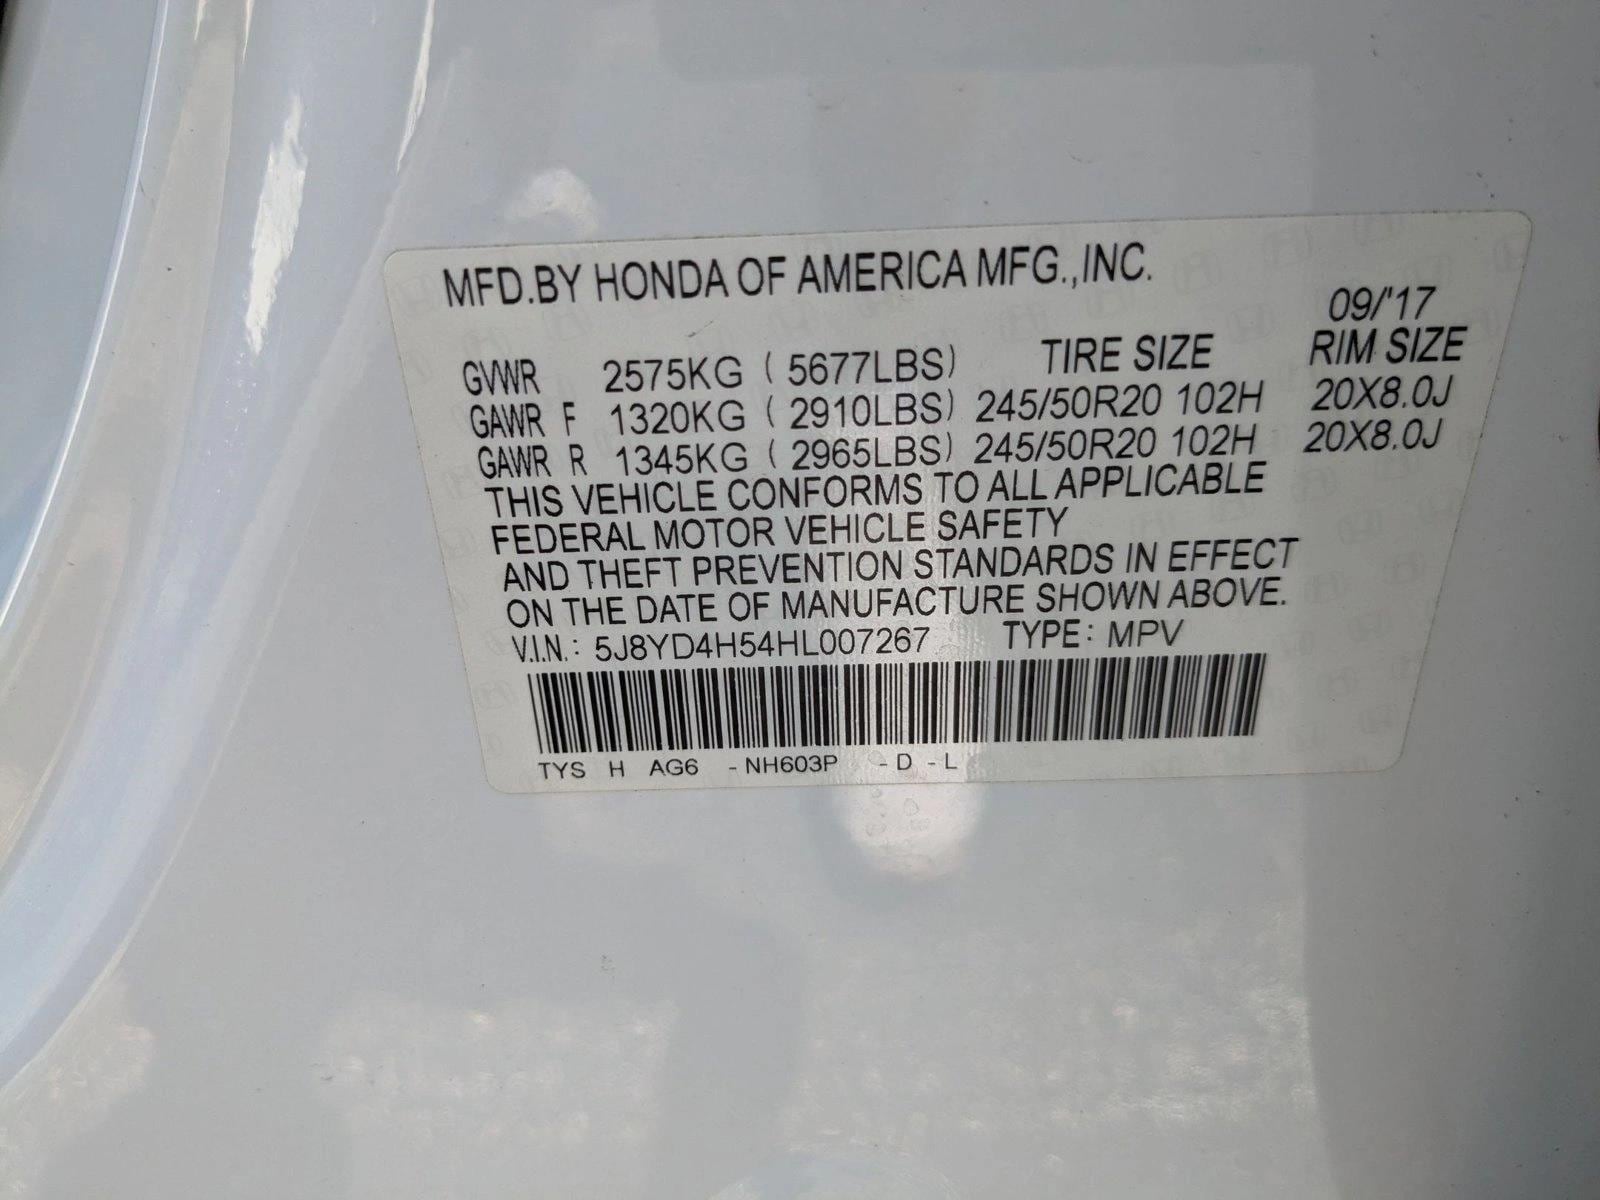 MFD.BY HONDA OF AMERICA MFG.,INC.
09/'17
GVWR 2575KG ( 5677LBS) TIRE SIZE RIM SIZE
GAWR F 1320KG ( 2910LBS) 245/50R20 102H 20X8.0J
GAWR R 1345KG ( 2965LBS) 245/50R20 102H 20X8.0J
THIS VEHICLE CONFORMS TO ALL APPLICABLE
FEDERAL MOTOR VEHICLE SAFETY
AND THEFT PREVENTION STANDARDS IN EFFECT
ON THE DATE OF MANUFACTURE SHOWN ABOVE.
V.I.N.: 5J8YD4H54HL007267 TYPE: MPV
TYS H AG6 - NH603P - D - L